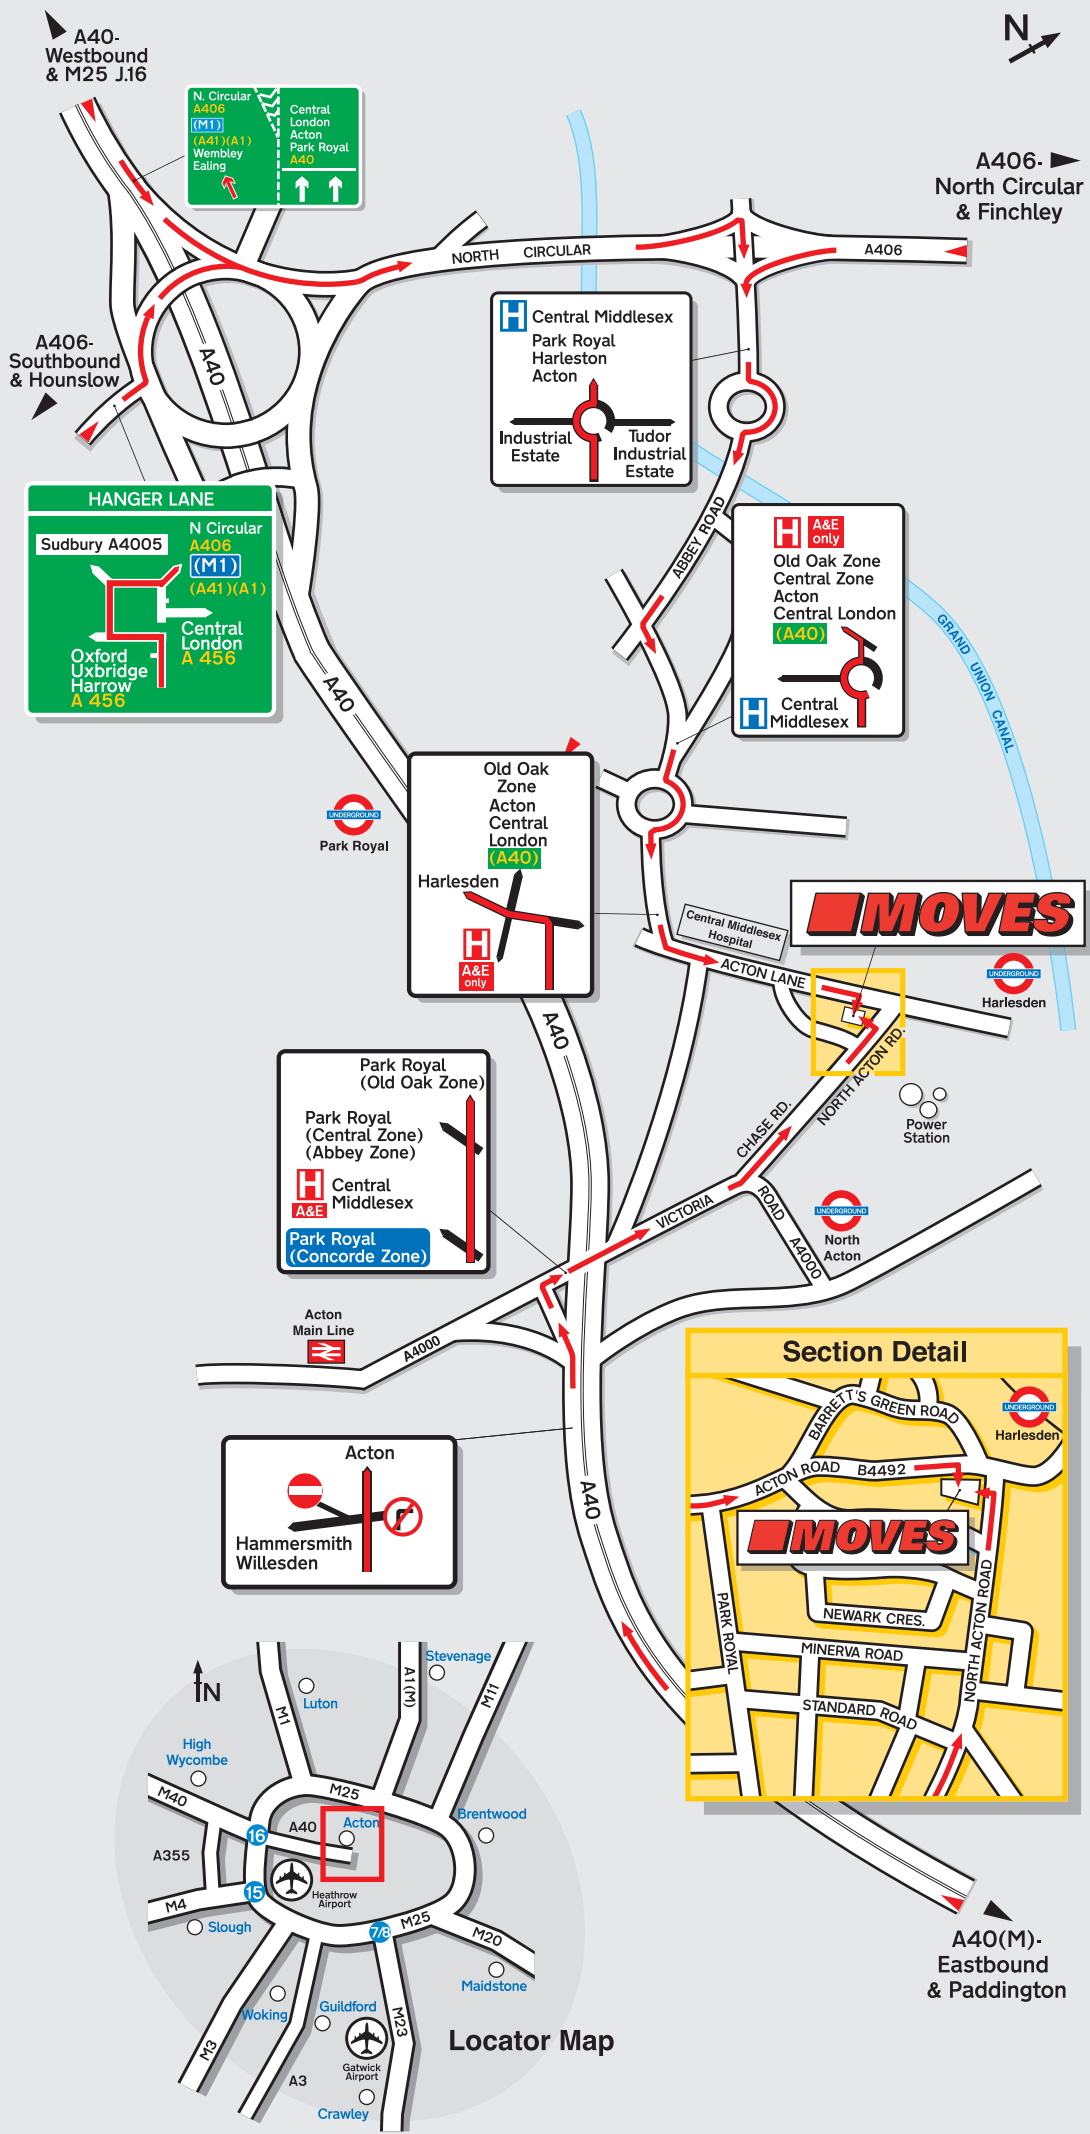 A40-
Westbound
& M25 J.16
N
N. Circular
A406
(M1)
(A41)(A1)
Wembley
Ealing
Central
London
Acton
Park Royal
A40
A406-
North Circular
& Finchley
NORTH CIRCULAR
A406
A40
A406-
Southbound
& Hounslow
H Central Middlesex
Park Royal
Harleston
Acton
Industrial
Estate
Tudor
Industrial
Estate
HANGER LANE
Sudbury A4005
N Circular
A406
(M1)
(A41)(A1)
Central
London
A 456
Oxford
Uxbridge
Harrow
A 456
ABBEY ROAD
H A&E
only
Old Oak Zone
Central Zone
Acton
Central London
(A40)
H Central
Middlesex
GRAND UNION CANAL
A40
UNDERGROUND
Park Royal
Old Oak
Zone
Acton
Central
London
(A40)
Harlesden
H
A&E
only
MOVES
Central Middlesex
Hospital
ACTON LANE
UNDERGROUND
Harlesden
A40
NORTH ACTON RD.
CHASE RD.
Power
Station
Park Royal
(Old Oak Zone)
Park Royal
(Central Zone)
(Abbey Zone)
H
A&E
Central
Middlesex
Park Royal
(Concorde Zone)
VICTORIA
ROAD
A4000
UNDERGROUND
North
Acton
Acton
Main Line
A4000
Section Detail
BARRETT'S GREEN ROAD
UNDERGROUND
Harlesden
ACTON ROAD B4492
MOVES
PARK ROYAL
NEWARK CRES.
MINERVA ROAD
STANDARD ROAD
NORTH ACTON ROAD
Acton
Hammersmith
Willesden
A40
A40(M)-
Eastbound
& Paddington
N
Luton
Stevenage
M1
A1(M)
M11
High
Wycombe
M40
M25
A40
Acton
Brentwood
16
A355
15
Heathrow
Airport
M4
Slough
7/8
M25
M20
Maidstone
Woking
Guildford
M23
M3
A3
Gatwick
Airport
Crawley
Locator Map